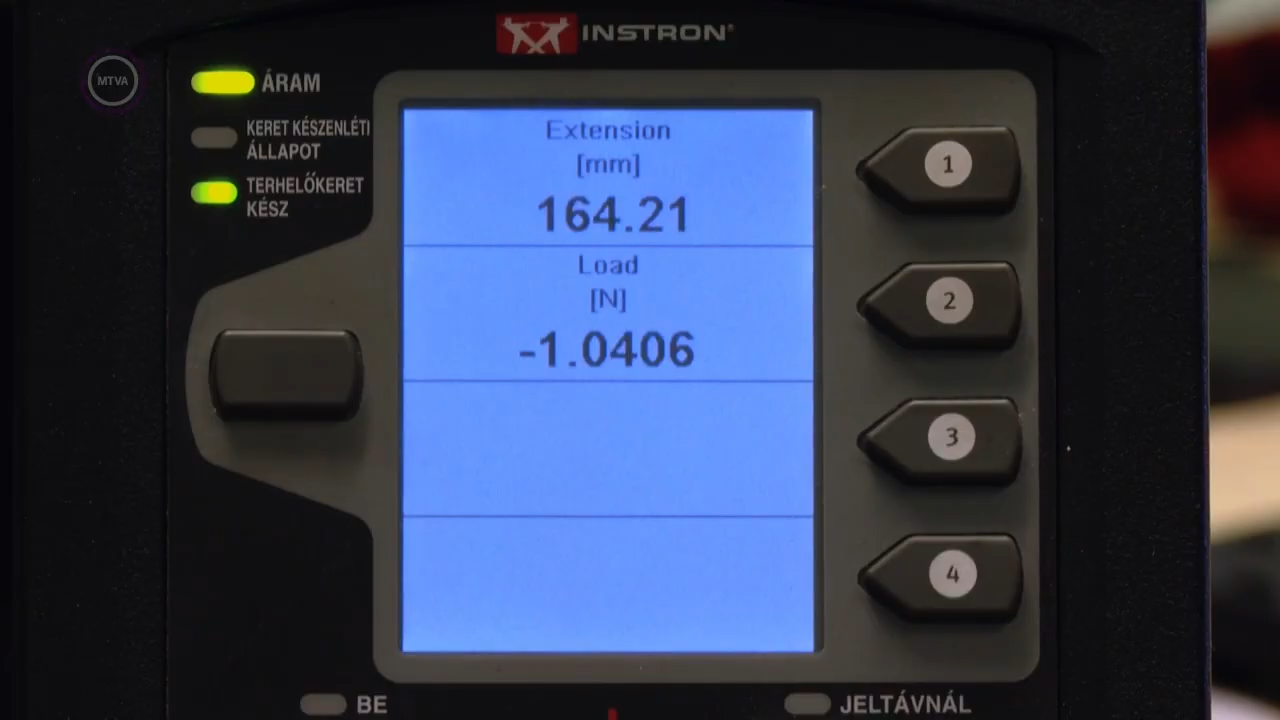 INSTRON®
MTVA
ÁRAM
KERET KÉSZENLÉTI
ÁLLAPOT
TERHELŐKERET
KÉSZ
Extension
[mm]
164.21
Load
[N]
-1.0406
1
2
3
4
BE
JELTÁVNÁL